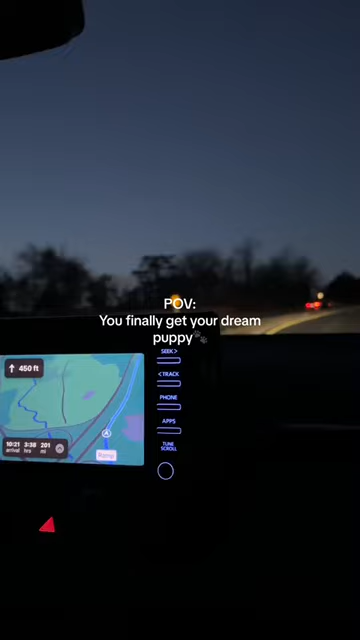 POV:
You finally get your dream
puppy🐾
SEEK>
<TRACK
PHONE
APPS
TUNE
SCROLL
450 ft
10:21 3:38 201
arrival hrs mi
Ramp